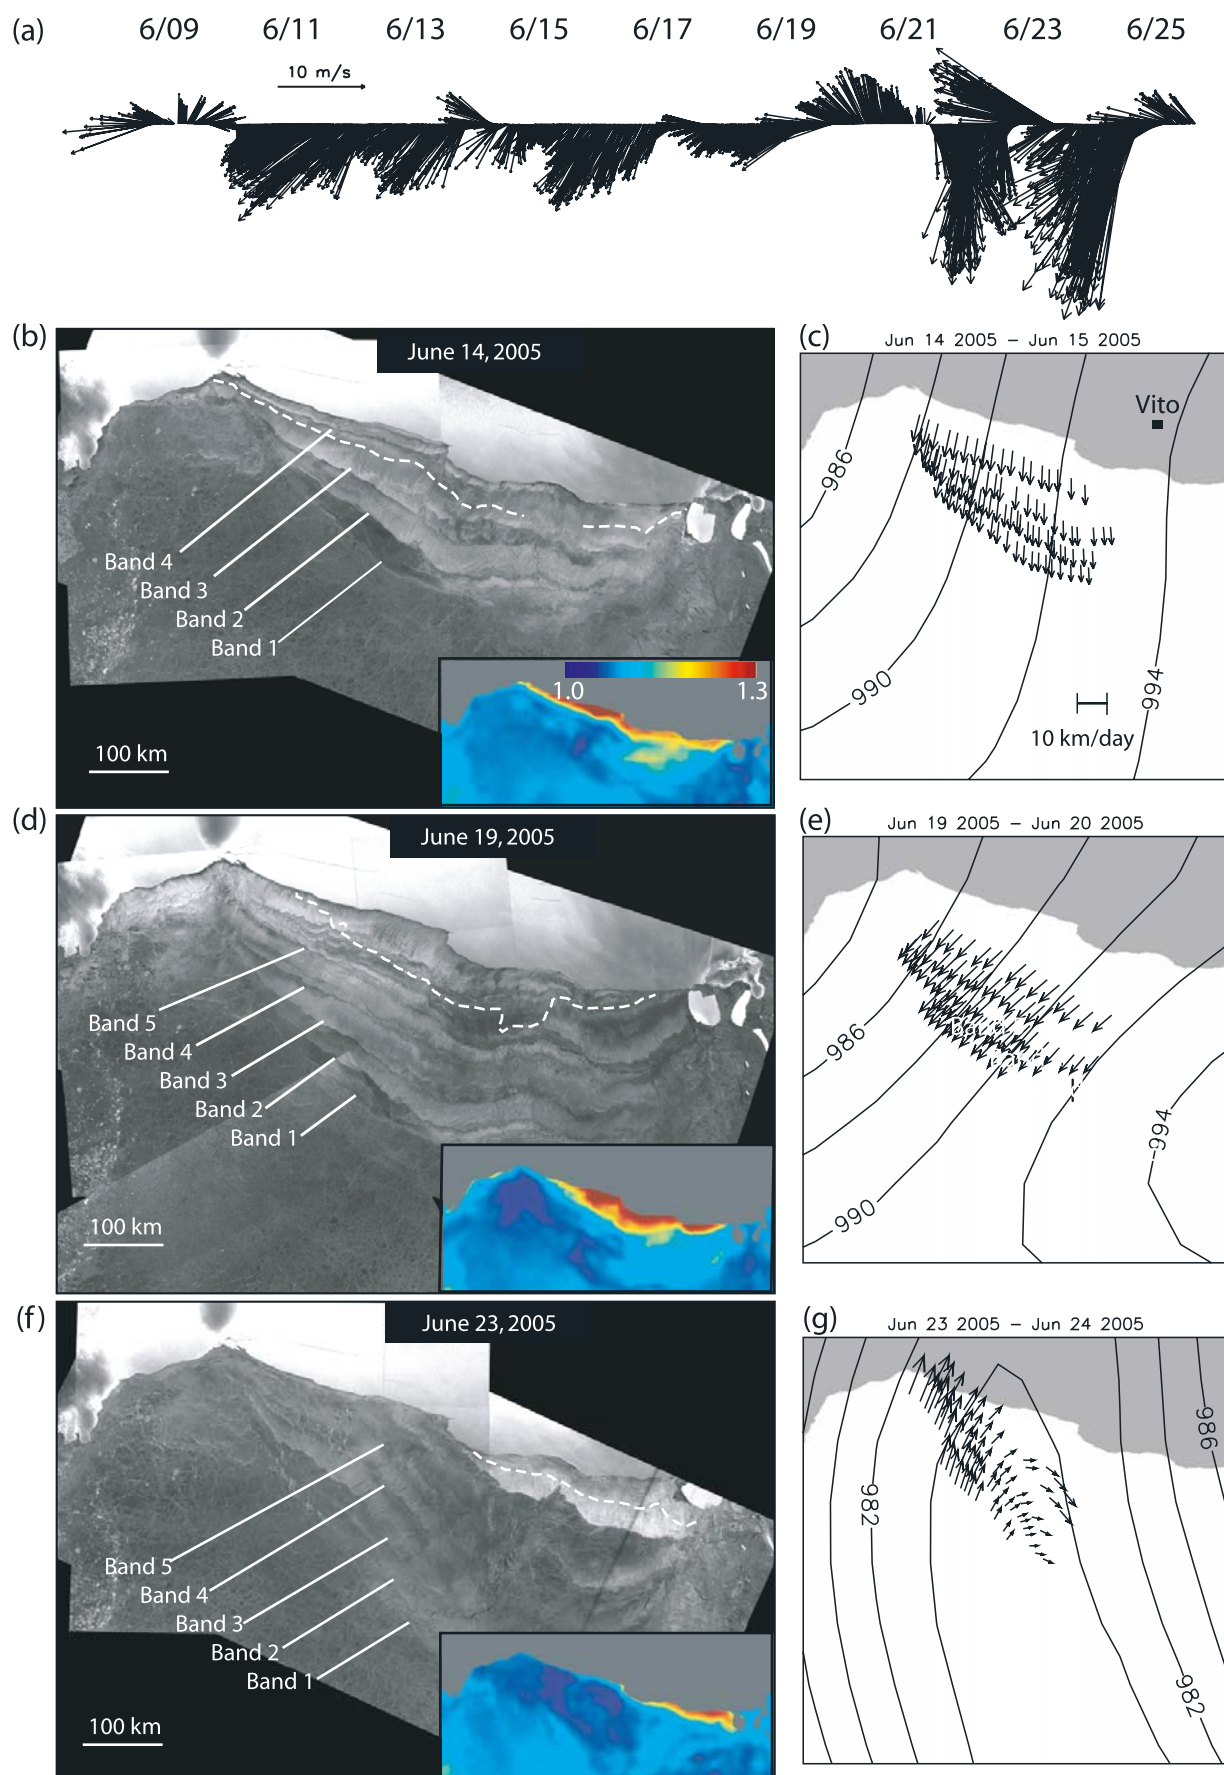 (a)
6/09 6/11 6/13 6/15 6/17 6/19 6/21 6/23 6/25
10 m/s
(b)
June 14, 2005
Band 4
Band 3
Band 2
Band 1
1.0 1.3
100 km
(c)
Jun 14 2005 – Jun 15 2005
Vito
986
990
994
10 km/day
(d)
June 19, 2005
Band 5
Band 4
Band 3
Band 2
Band 1
100 km
(e)
Jun 19 2005 – Jun 20 2005
986
990
994
(f)
June 23, 2005
Band 5
Band 4
Band 3
Band 2
Band 1
100 km
(g)
Jun 23 2005 – Jun 24 2005
982
986
982